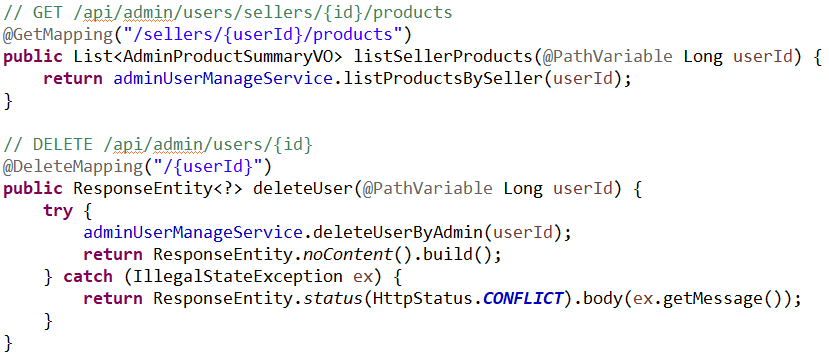 // GET /api/admin/users/sellers/{id}/products
@GetMapping("/sellers/{userId}/products")
public List<AdminProductSummaryVO> listSellerProducts(@PathVariable Long userId) {
    return adminUserManageService.listProductsBySeller(userId);
}

// DELETE /api/admin/users/{id}
@DeleteMapping("/{userId}")
public ResponseEntity<?> deleteUser(@PathVariable Long userId) {
    try {
        adminUserManageService.deleteUserByAdmin(userId);
        return ResponseEntity.noContent().build();
    } catch (IllegalStateException ex) {
        return ResponseEntity.status(HttpStatus.CONFLICT).body(ex.getMessage());
    }
}